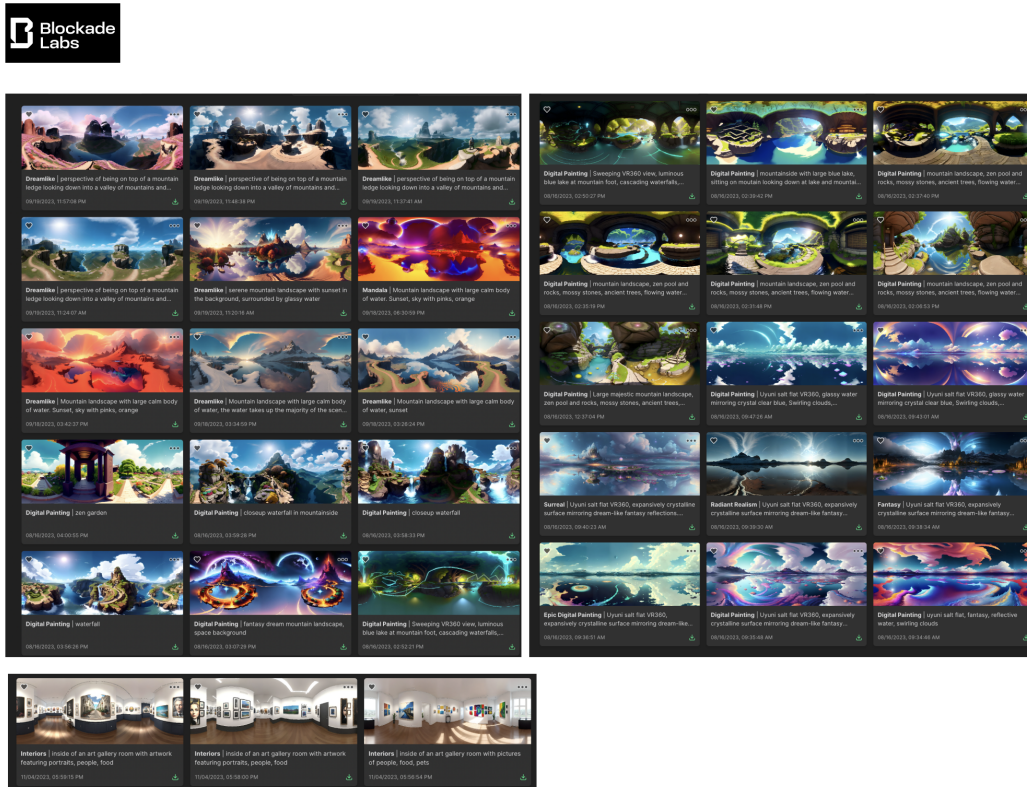 Blockade
Labs
Dreamlike | perspective of being on top of a mountain
ledge looking down into a valley of mountains and...
09/19/2023, 11:57:09 PM
Dreamlike | perspective of being on top of a mountain
ledge looking down into a valley of mountains and...
09/19/2023, 11:48:38 PM
Dreamlike | perspective of being on top of a mountain
ledge looking down into a valley of mountains and...
09/19/2023, 11:37:41 AM
Dreamlike | perspective of being on top of a mountain
ledge looking down into a valley of mountains and...
09/19/2023, 11:24:07 AM
Dreamlike | serene mountain landscape with sunset in
the background, surrounded by glassy water
09/19/2023, 11:20:16 AM
Mandala | Mountain landscape with large calm body
of water. Sunset, sky with pinks, orange
09/18/2023, 06:30:59 PM
Dreamlike | Mountain landscape with large calm body
of water. Sunset, sky with pinks, orange
09/18/2023, 03:42:37 PM
Dreamlike | Mountain landscape with large calm body
of water, the water takes up the majority of the scen...
09/18/2023, 03:34:59 PM
Dreamlike | Mountain landscape with large calm body
of water, sunset
09/18/2023, 03:28:24 PM
Digital Painting | zen garden
08/16/2023, 04:00:55 PM
Digital Painting | closeup waterfall in mountainside
08/16/2023, 03:59:28 PM
Digital Painting | closeup waterfall
08/16/2023, 03:58:33 PM
Digital Painting | waterfall
08/16/2023, 03:56:26 PM
Digital Painting | fantasy dream mountain landscape,
space background
08/16/2023, 03:07:29 PM
Digital Painting | Sweeping VR360 view, luminous
blue lake at mountain foot, cascading waterfalls,...
08/16/2023, 02:52:21 PM
Digital Painting | Sweeping VR360 view, luminous
blue lake at mountain foot, cascading waterfalls,...
08/16/2023, 02:50:27 PM
Digital Painting | mountainside with large blue lake,
sitting on moutain looking down at lake and mountai...
08/16/2023, 02:39:42 PM
Digital Painting | mountain landscape, zen pool and
rocks, mossy stones, ancient trees, flowing water...
08/16/2023, 02:37:40 PM
Digital Painting | mountain landscape, zen pool and
rocks, mossy stones, ancient trees, flowing water...
08/16/2023, 02:35:19 PM
Digital Painting | mountain landscape, zen pool and
rocks, mossy stones, ancient trees, flowing water...
08/16/2023, 02:31:48 PM
Digital Painting | mountain landscape, zen pool and
rocks, mossy stones, ancient trees, flowing water...
08/16/2023, 02:06:53 PM
Digital Painting | Large majestic mountain landscape,
zen pool and rocks, mossy stones, ancient trees,...
08/16/2023, 12:37:04 PM
Digital Painting | Uyuni salt flat VR360, glassy water
mirroring crystal clear blue, Swirling clouds,...
08/16/2023, 09:47:26 AM
Digital Painting | Uyuni salt flat VR360, glassy water
mirroring crystal clear blue, Swirling clouds,...
08/16/2023, 09:43:01 AM
Surreal | Uyuni salt flat VR360, expansively crystalline
surface mirroring dream-like fantasy reflections.
08/16/2023, 09:40:23 AM
Radiant Realism | Uyuni salt flat VR360, expansively
crystalline surface mirroring dream-like fantasy...
08/16/2023, 09:39:30 AM
Fantasy | Uyuni salt flat VR360, expansively
crystalline surface mirroring dream-like fantasy...
08/16/2023, 09:38:34 AM
Epic Digital Painting | Uyuni salt flat VR360,
expansively crystalline surface mirroring dream-like...
08/16/2023, 09:36:51 AM
Digital Painting | Uyuni salt flat VR360, expansively
crystalline surface mirroring dream-like fantasy...
08/16/2023, 09:35:48 AM
Digital Painting | uyuni salt flat, fantasy, reflective
water, swirling clouds
08/16/2023, 09:34:46 AM
Interiors | inside of an art gallery room with artwork
featuring portraits, people, food
11/04/2023, 05:59:15 PM
Interiors | inside of an art gallery room with artwork
featuring portraits, people, food
11/04/2023, 05:58:00 PM
Interiors | inside of an art gallery room with pictures
of people, food, pets
11/04/2023, 05:56:54 PM